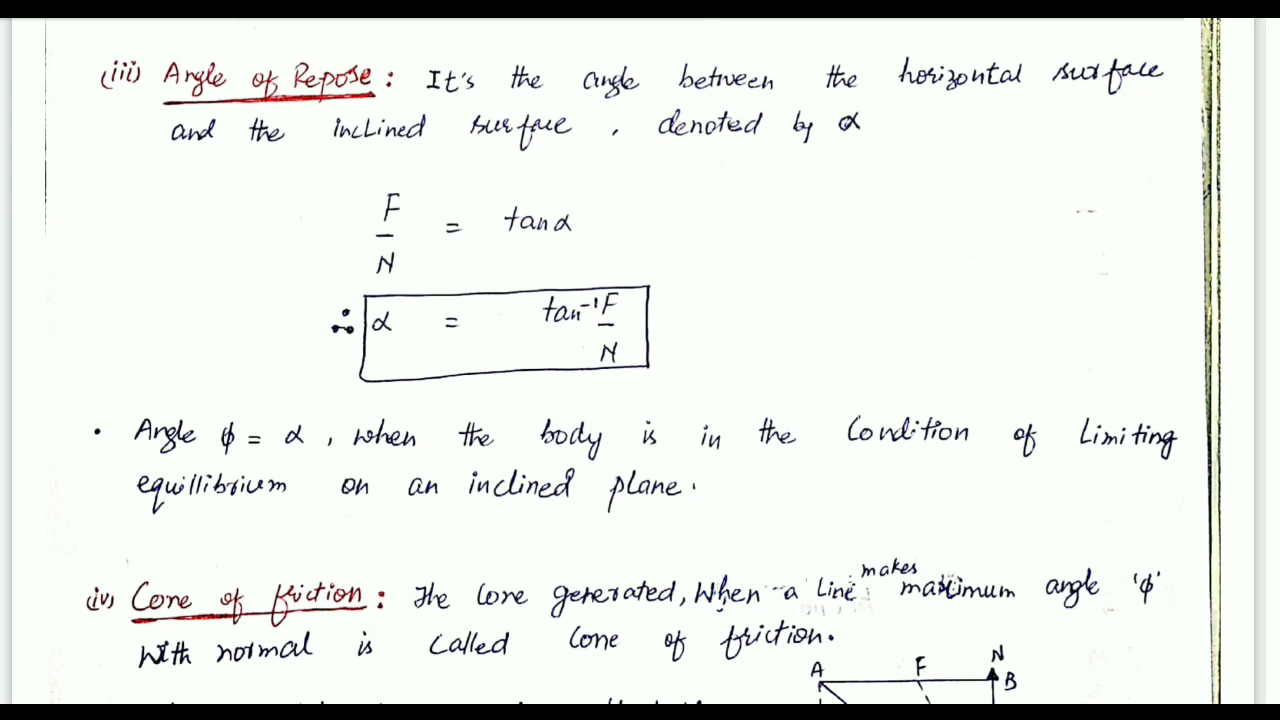 (iii) Angle of Repose : It's the angle between the horizontal surface
and the inclined surface , denoted by α
F
N
= tanα
∴ α = tan⁻¹ F
N
• Angle ϕ = α , when the body is in the condition of Limiting
equillibrium on an inclined plane .
(iv) Cone of friction : The Cone generated, When a Line makes maximum angle 'ϕ'
With normal is Called Cone of friction.
A F N
B